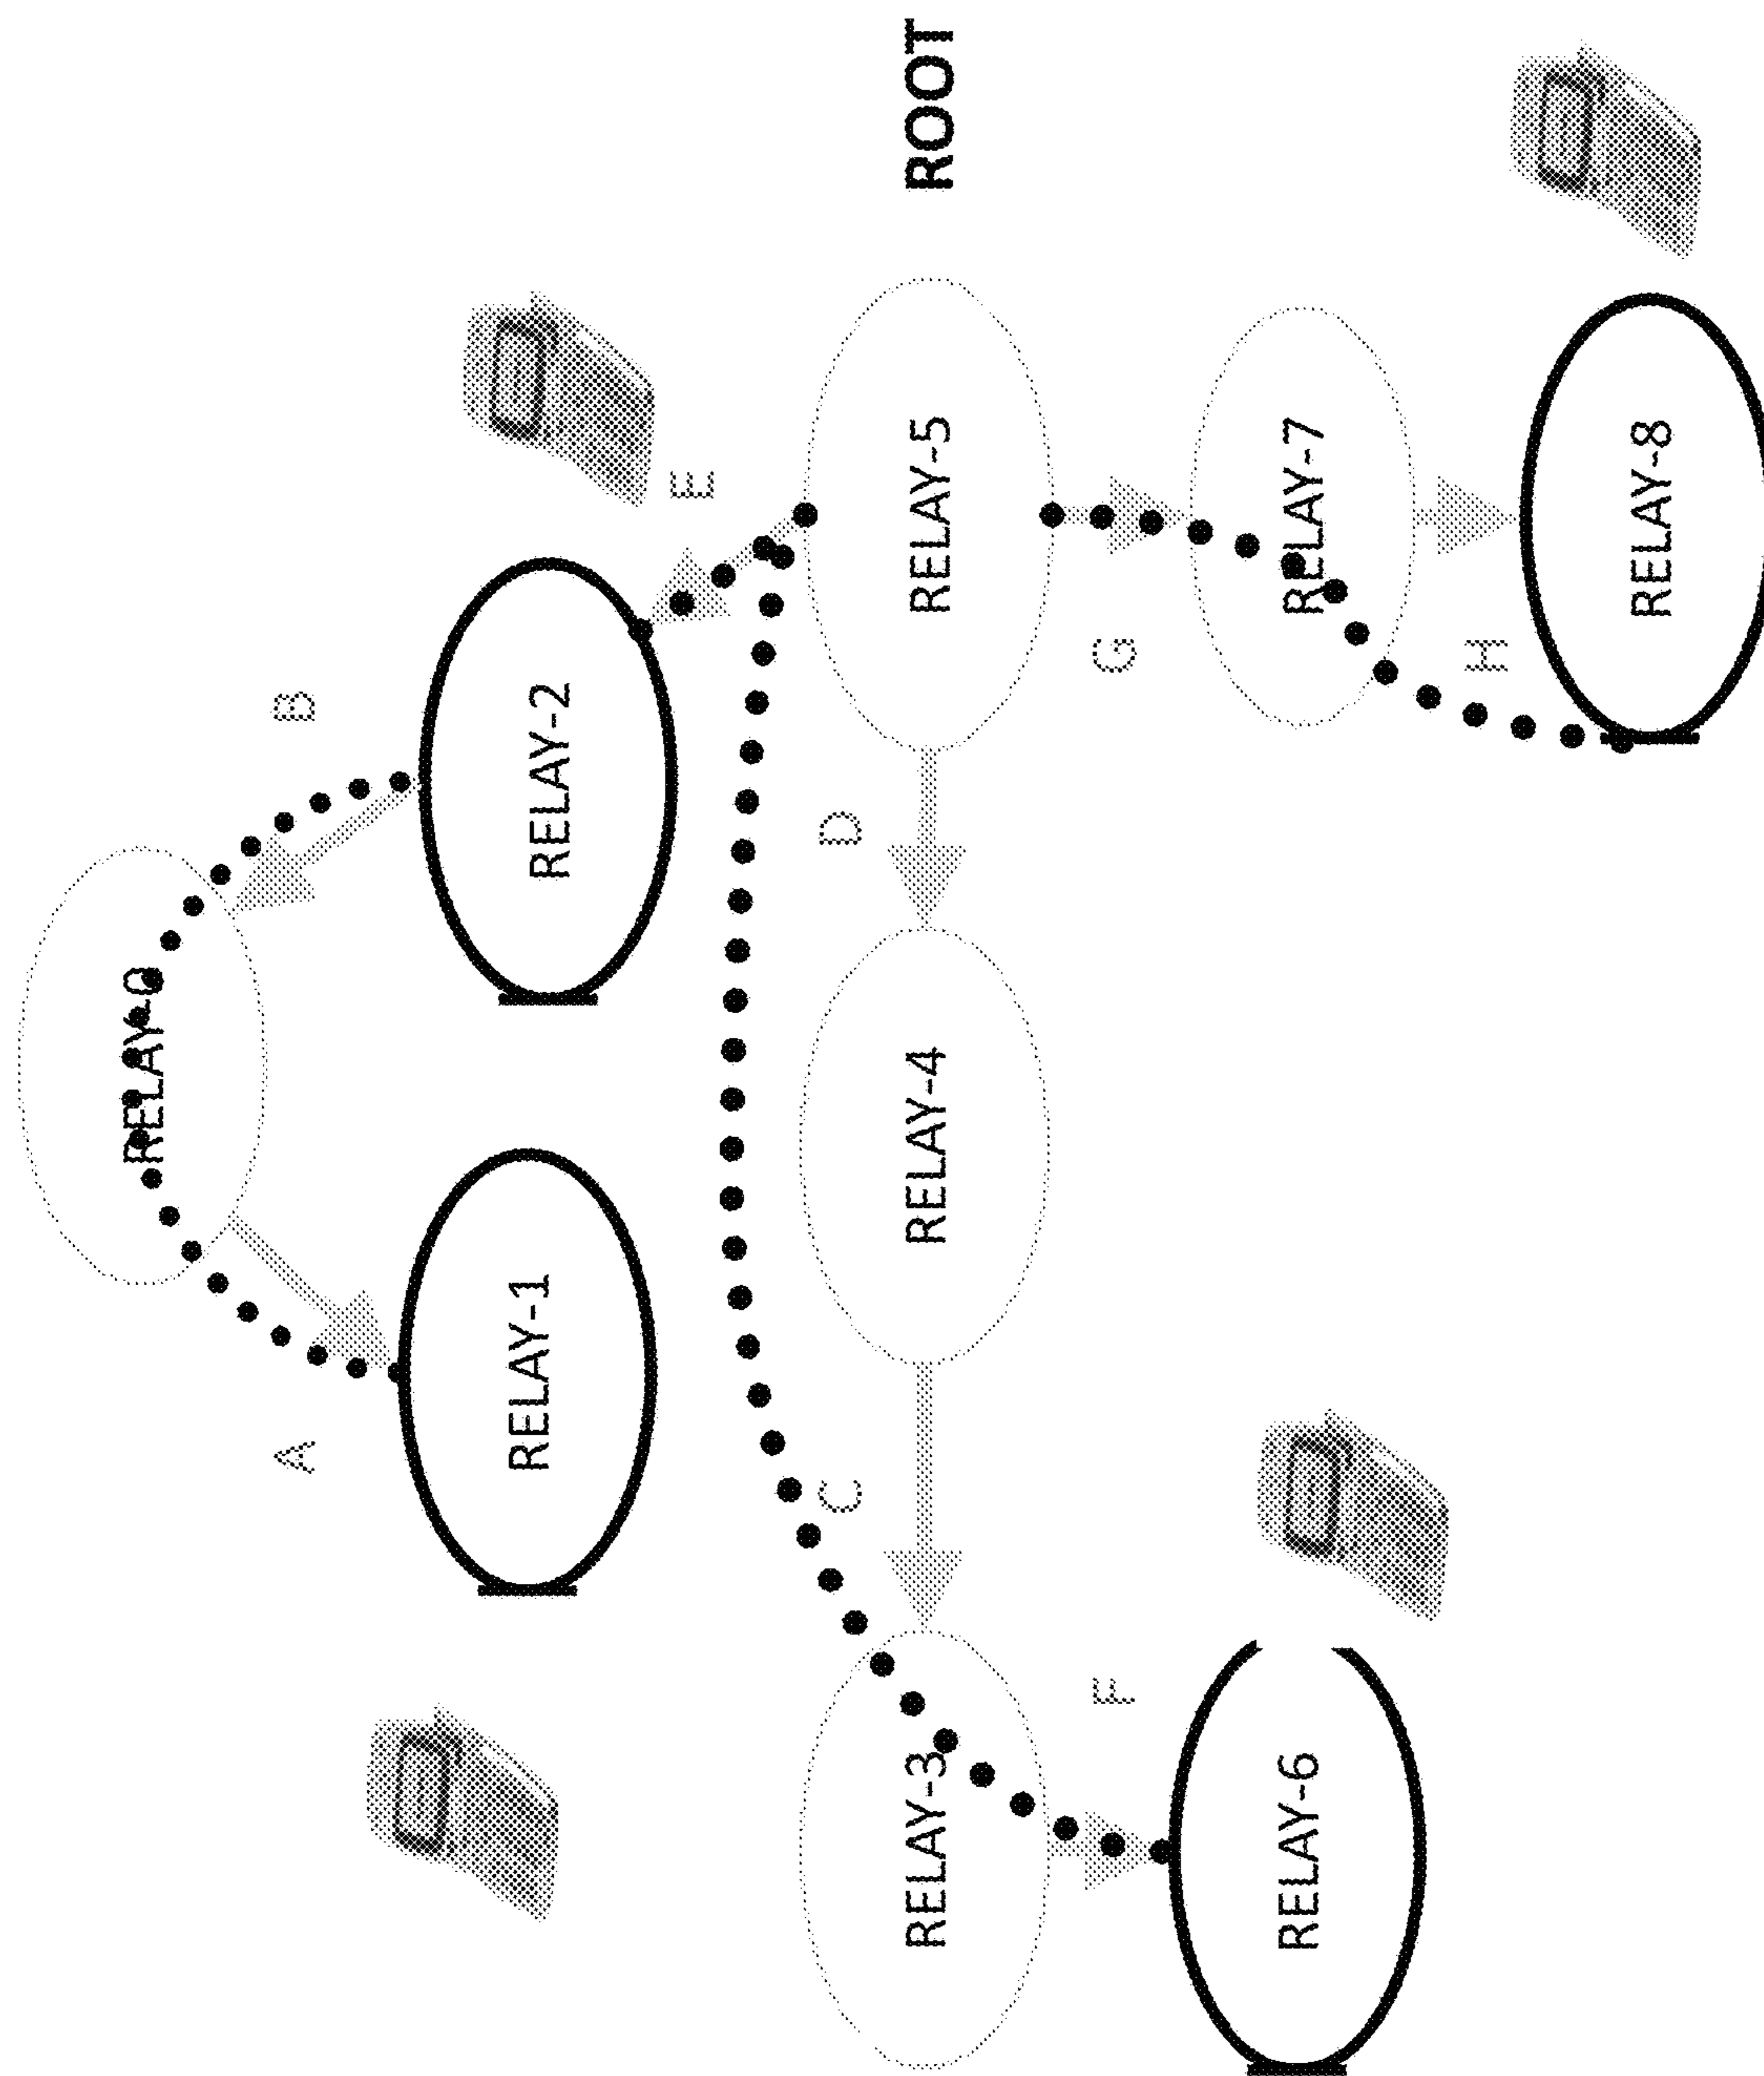 RELAY-0
A
B
RELAY-1
RELAY-2
E
C
D
RELAY-3
RELAY-4
RELAY-5
ROOT
F
G
RELAY-6
RELAY-7
H
RELAY-8